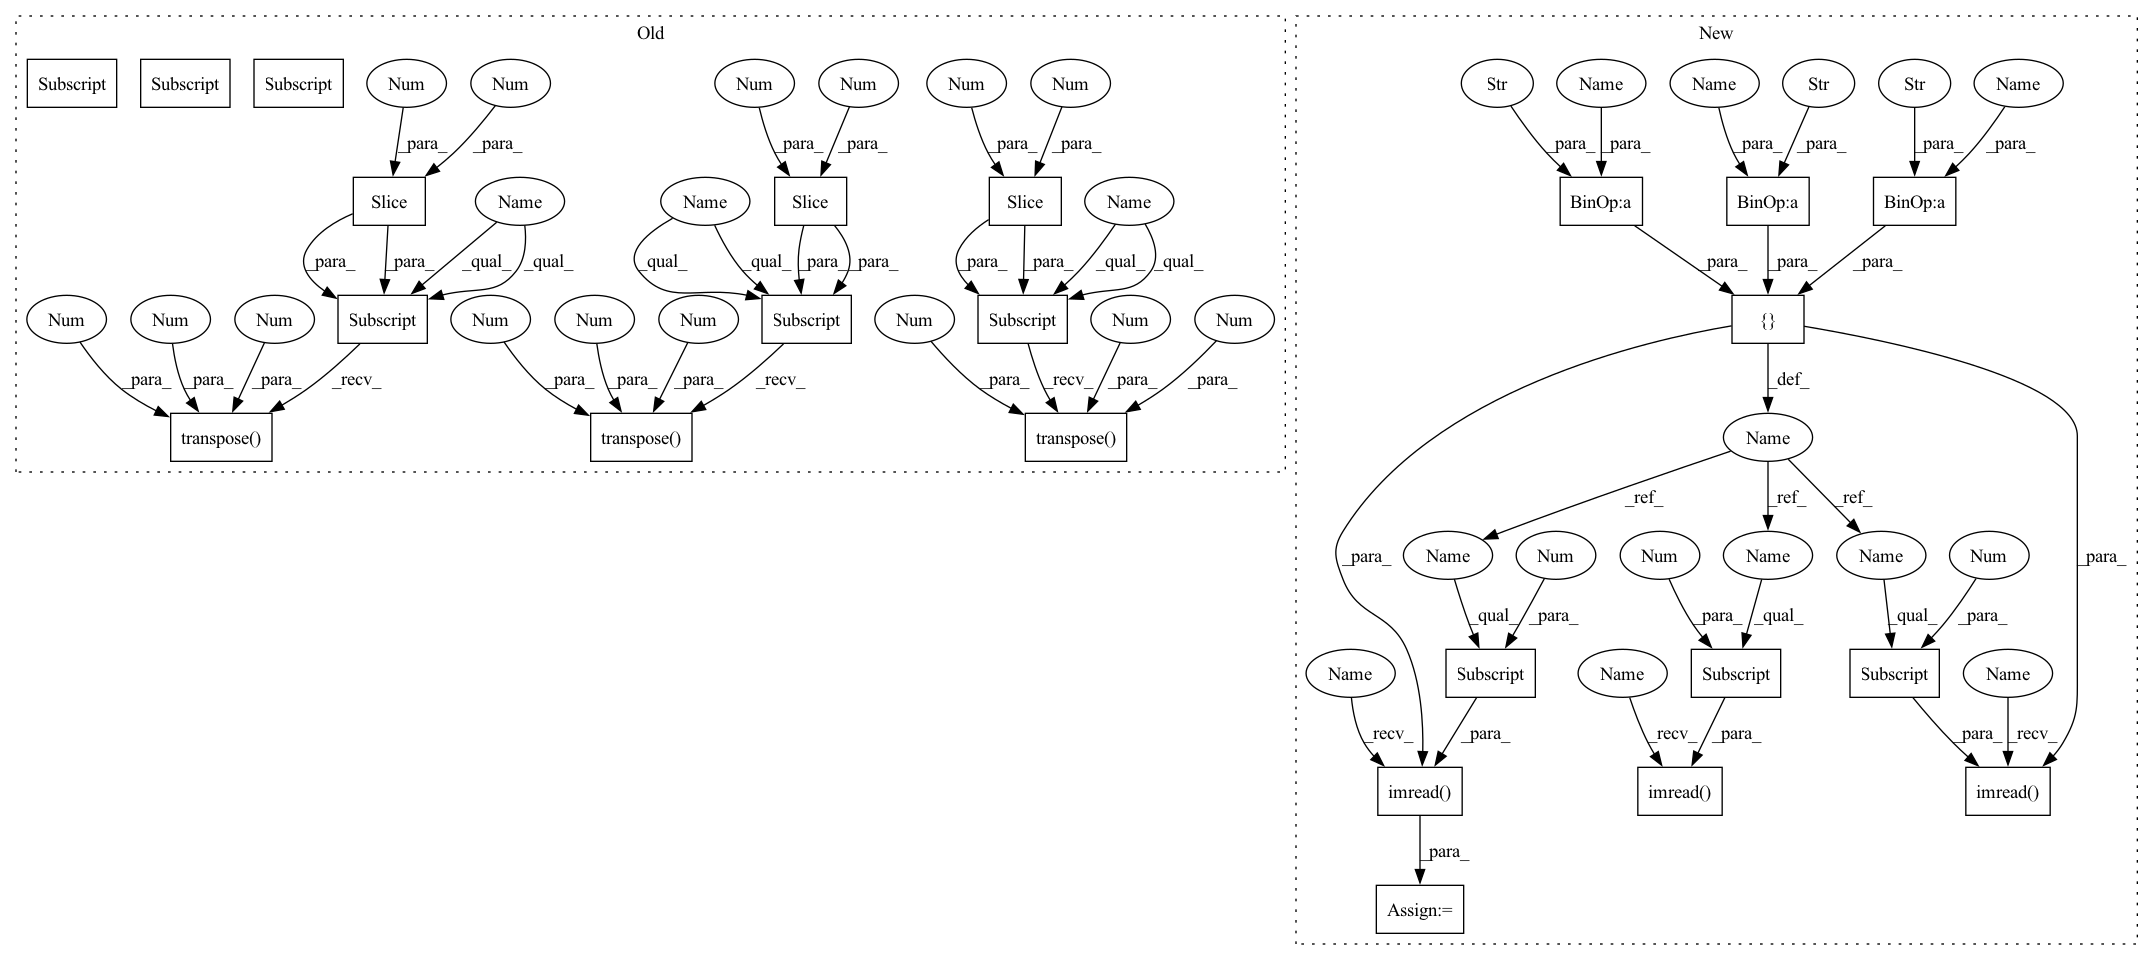 Old New
Subscript Subscript Subscript Num Num Num Num Num Num Str Name Name Str Str Name
_para_ _para_ _para_ _para_ _para_ _para_ _para_ _para_ _para_ _para_ _para_ _para_
Slice Name Name Slice Slice Name BinOp:a BinOp:a BinOp:a
_para_ _para_ _qual_ _qual_ _qual_ _qual_ _para_ _para_ _para_ _para_ _qual_ _qual_ _para_ _para_ _para_
Num Num Num Subscript Num Num Num Subscript Num Subscript Num Num {}
_para_ _para_ _para_ _recv_ _para_ _para_ _para_ _recv_ _para_ _recv_ _para_ _para_ _def_
transpose() transpose() transpose() Name
_ref_ _ref_ _ref_
Name Num Num Name Name Num
_para_ _para_
_qual_ _para_ _para_ _qual_ _qual_ _para_
Name Subscript Name Subscript Subscript Name
_recv_ _para_ _recv_ _para_ _para_ _recv_
imread() imread() imread()
_para_
Assign:=